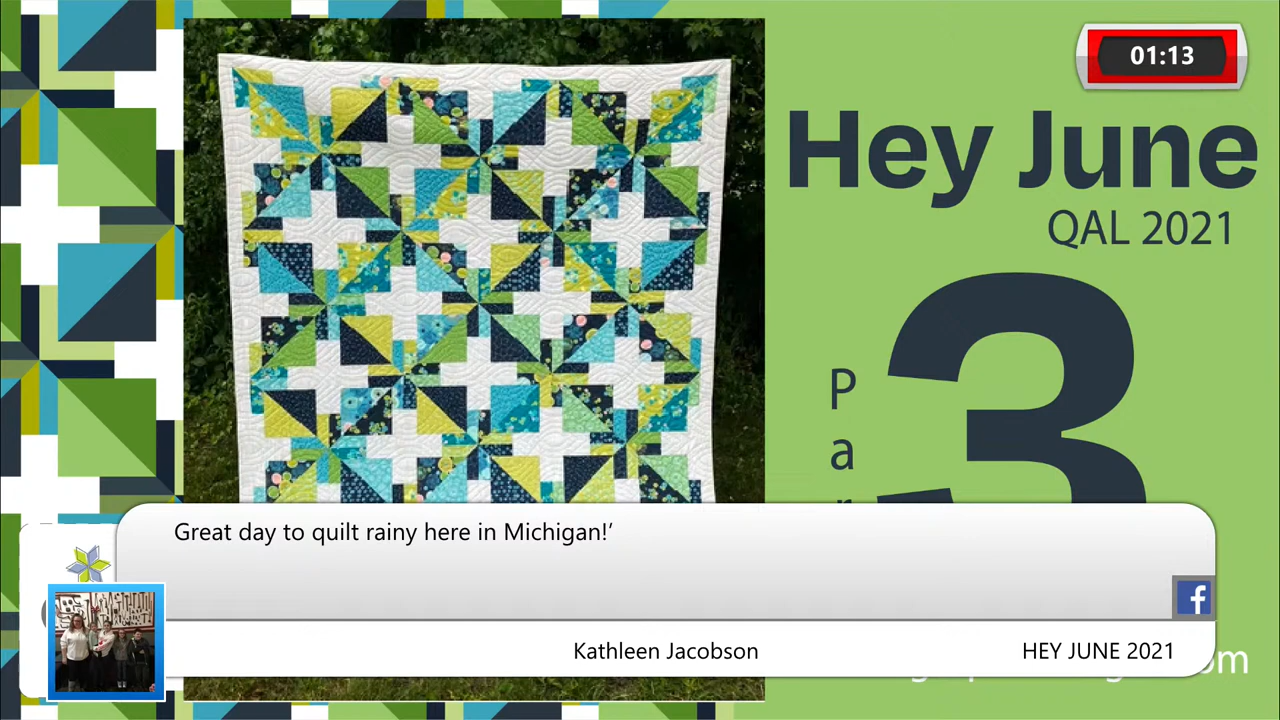 01:13
Hey June
QAL 2021
3
P
a
r
Great day to quilt rainy here in Michigan!’
Kathleen Jacobson
HEY JUNE 2021
om